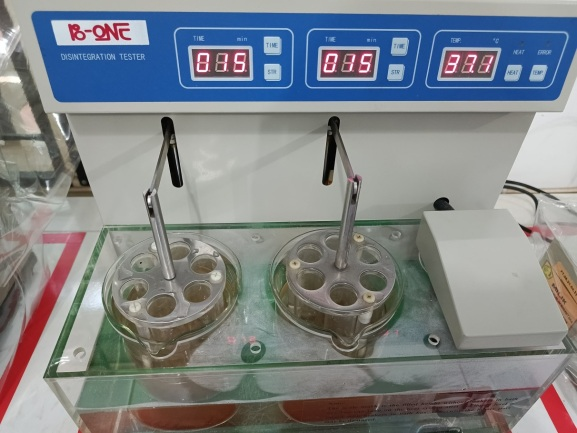 B-ONE
DISINTEGRATION TESTER
TIME min
015
TIME
STR
TIME min
015
TIME
STR
TEMP °C
37.1
HEAT ERROR
HEAT TEMP